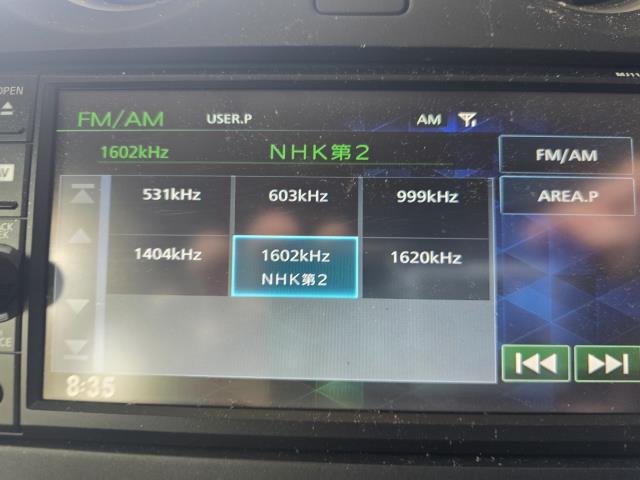 OPEN
FM/AM USER.P AM
1602kHz NHK第2
FM/AM
AREA.P
531kHz 603kHz 999kHz
1404kHz 1602kHz 1620kHz
NHK第2
8:35